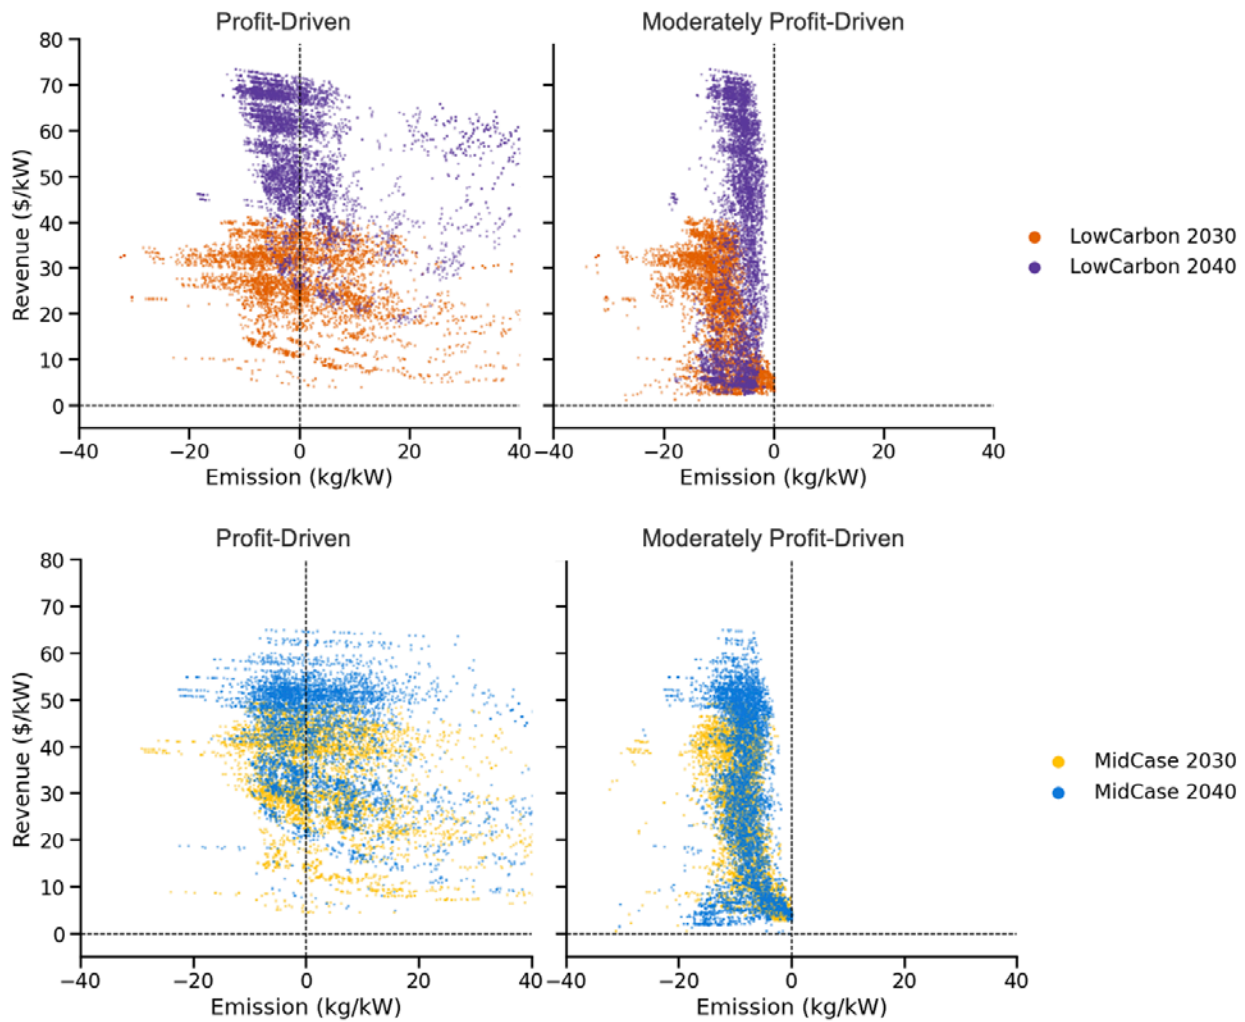 Profit-Driven
Moderately Profit-Driven
80
70
60
50
40
30
20
10
0
Revenue ($/kW)
−40 −20 0 20 40 −40 −20 0 20 40
Emission (kg/kW)
Emission (kg/kW)
LowCarbon 2030
LowCarbon 2040
Profit-Driven
Moderately Profit-Driven
80
70
60
50
40
30
20
10
0
Revenue ($/kW)
−40 −20 0 20 40 −40 −20 0 20 40
Emission (kg/kW)
Emission (kg/kW)
MidCase 2030
MidCase 2040